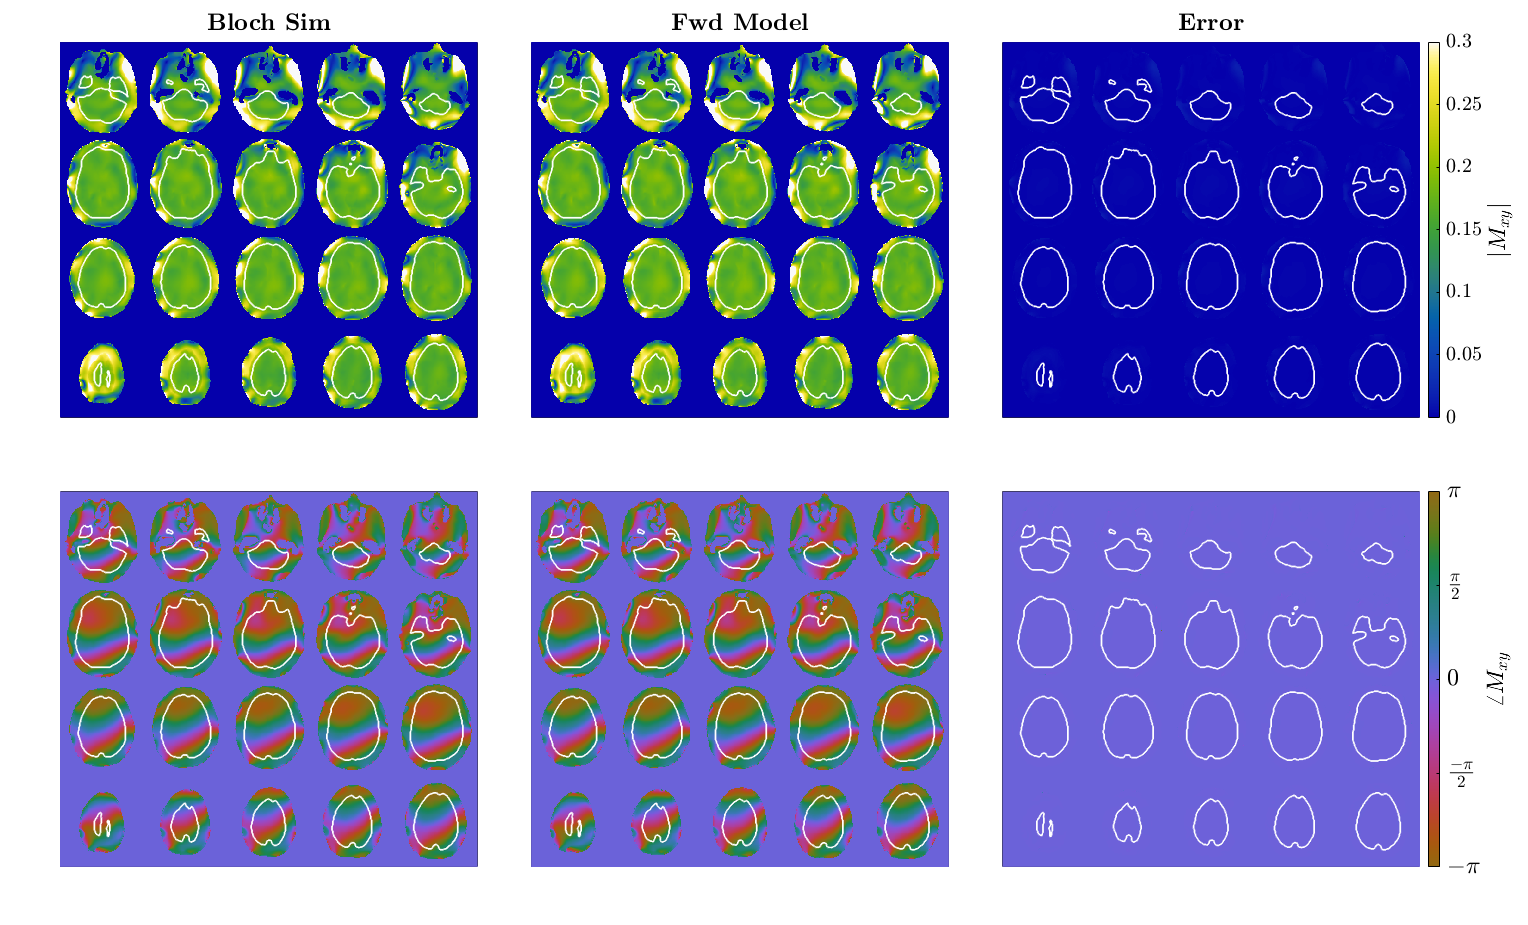 Bloch Sim
Fwd Model
Error
0.3
0.25
0.2
0.15
0.1
0.05
0
|M_{xy}|
π
π/2
0
−π/2
−π
∠M_{xy}